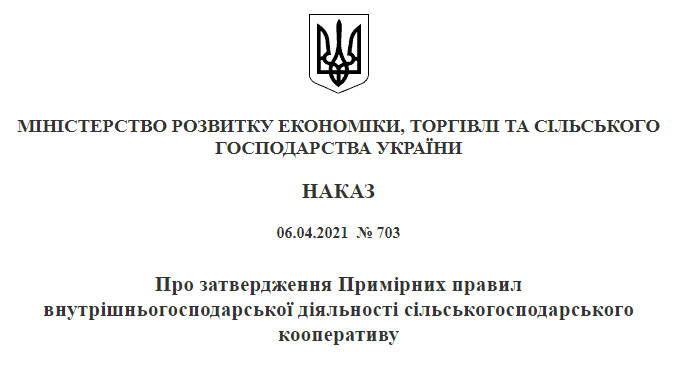 МІНІСТЕРСТВО РОЗВИТКУ ЕКОНОМІКИ, ТОРГІВЛІ ТА СІЛЬСЬКОГО
ГОСПОДАРСТВА УКРАЇНИ
НАКАЗ
06.04.2021 № 703
Про затвердження Примірних правил
внутрішньогосподарської діяльності сільськогосподарського
кооперативу